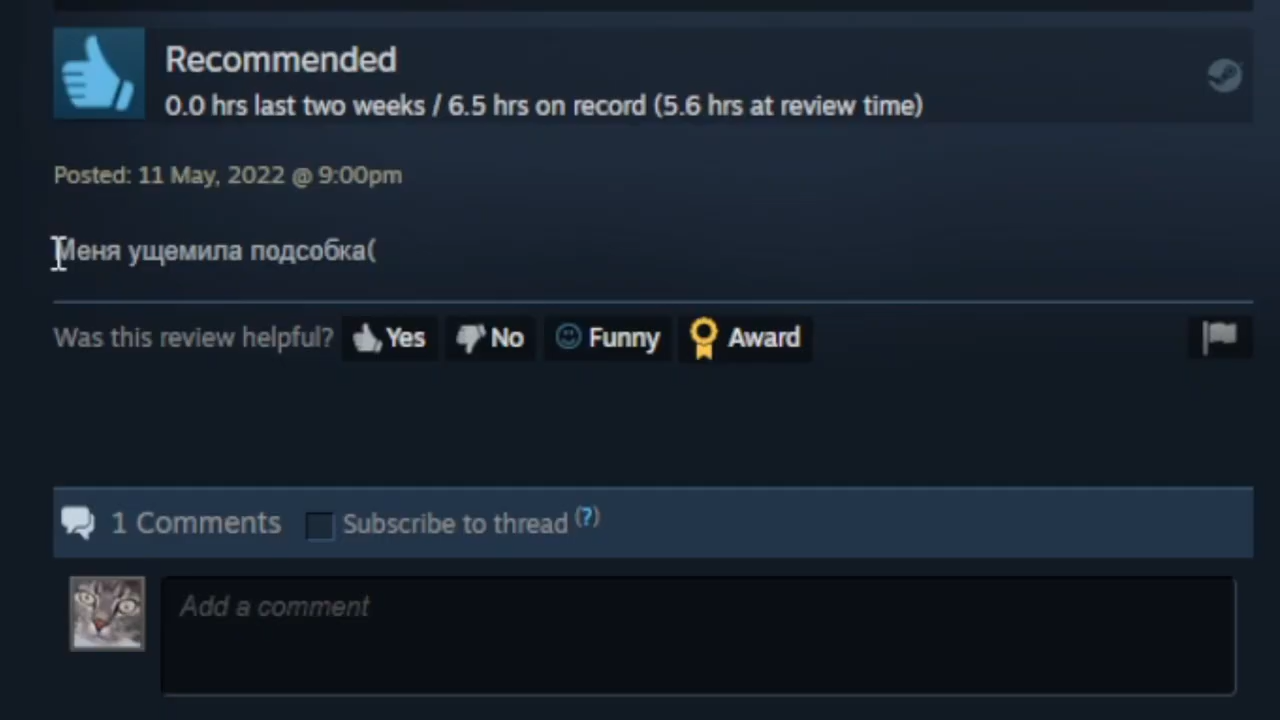 Recommended
0.0 hrs last two weeks / 6.5 hrs on record (5.6 hrs at review time)
Posted: 11 May, 2022 @ 9:00pm
Меня ущемила подсобка(
Was this review helpful? Yes No Funny Award
1 Comments Subscribe to thread (?)
Add a comment